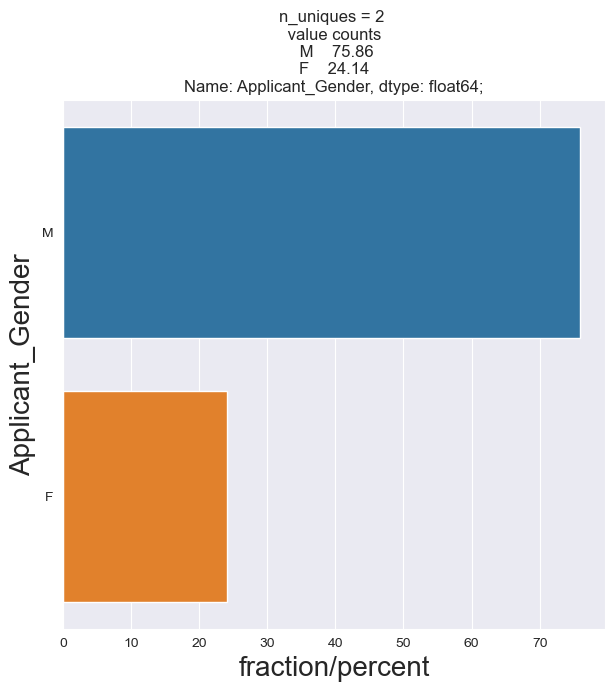 n_uniques = 2
value counts
M    75.86
F    24.14
Name: Applicant_Gender, dtype: float64;
Applicant_Gender
M
F
0 10 20 30 40 50 60 70
fraction/percent